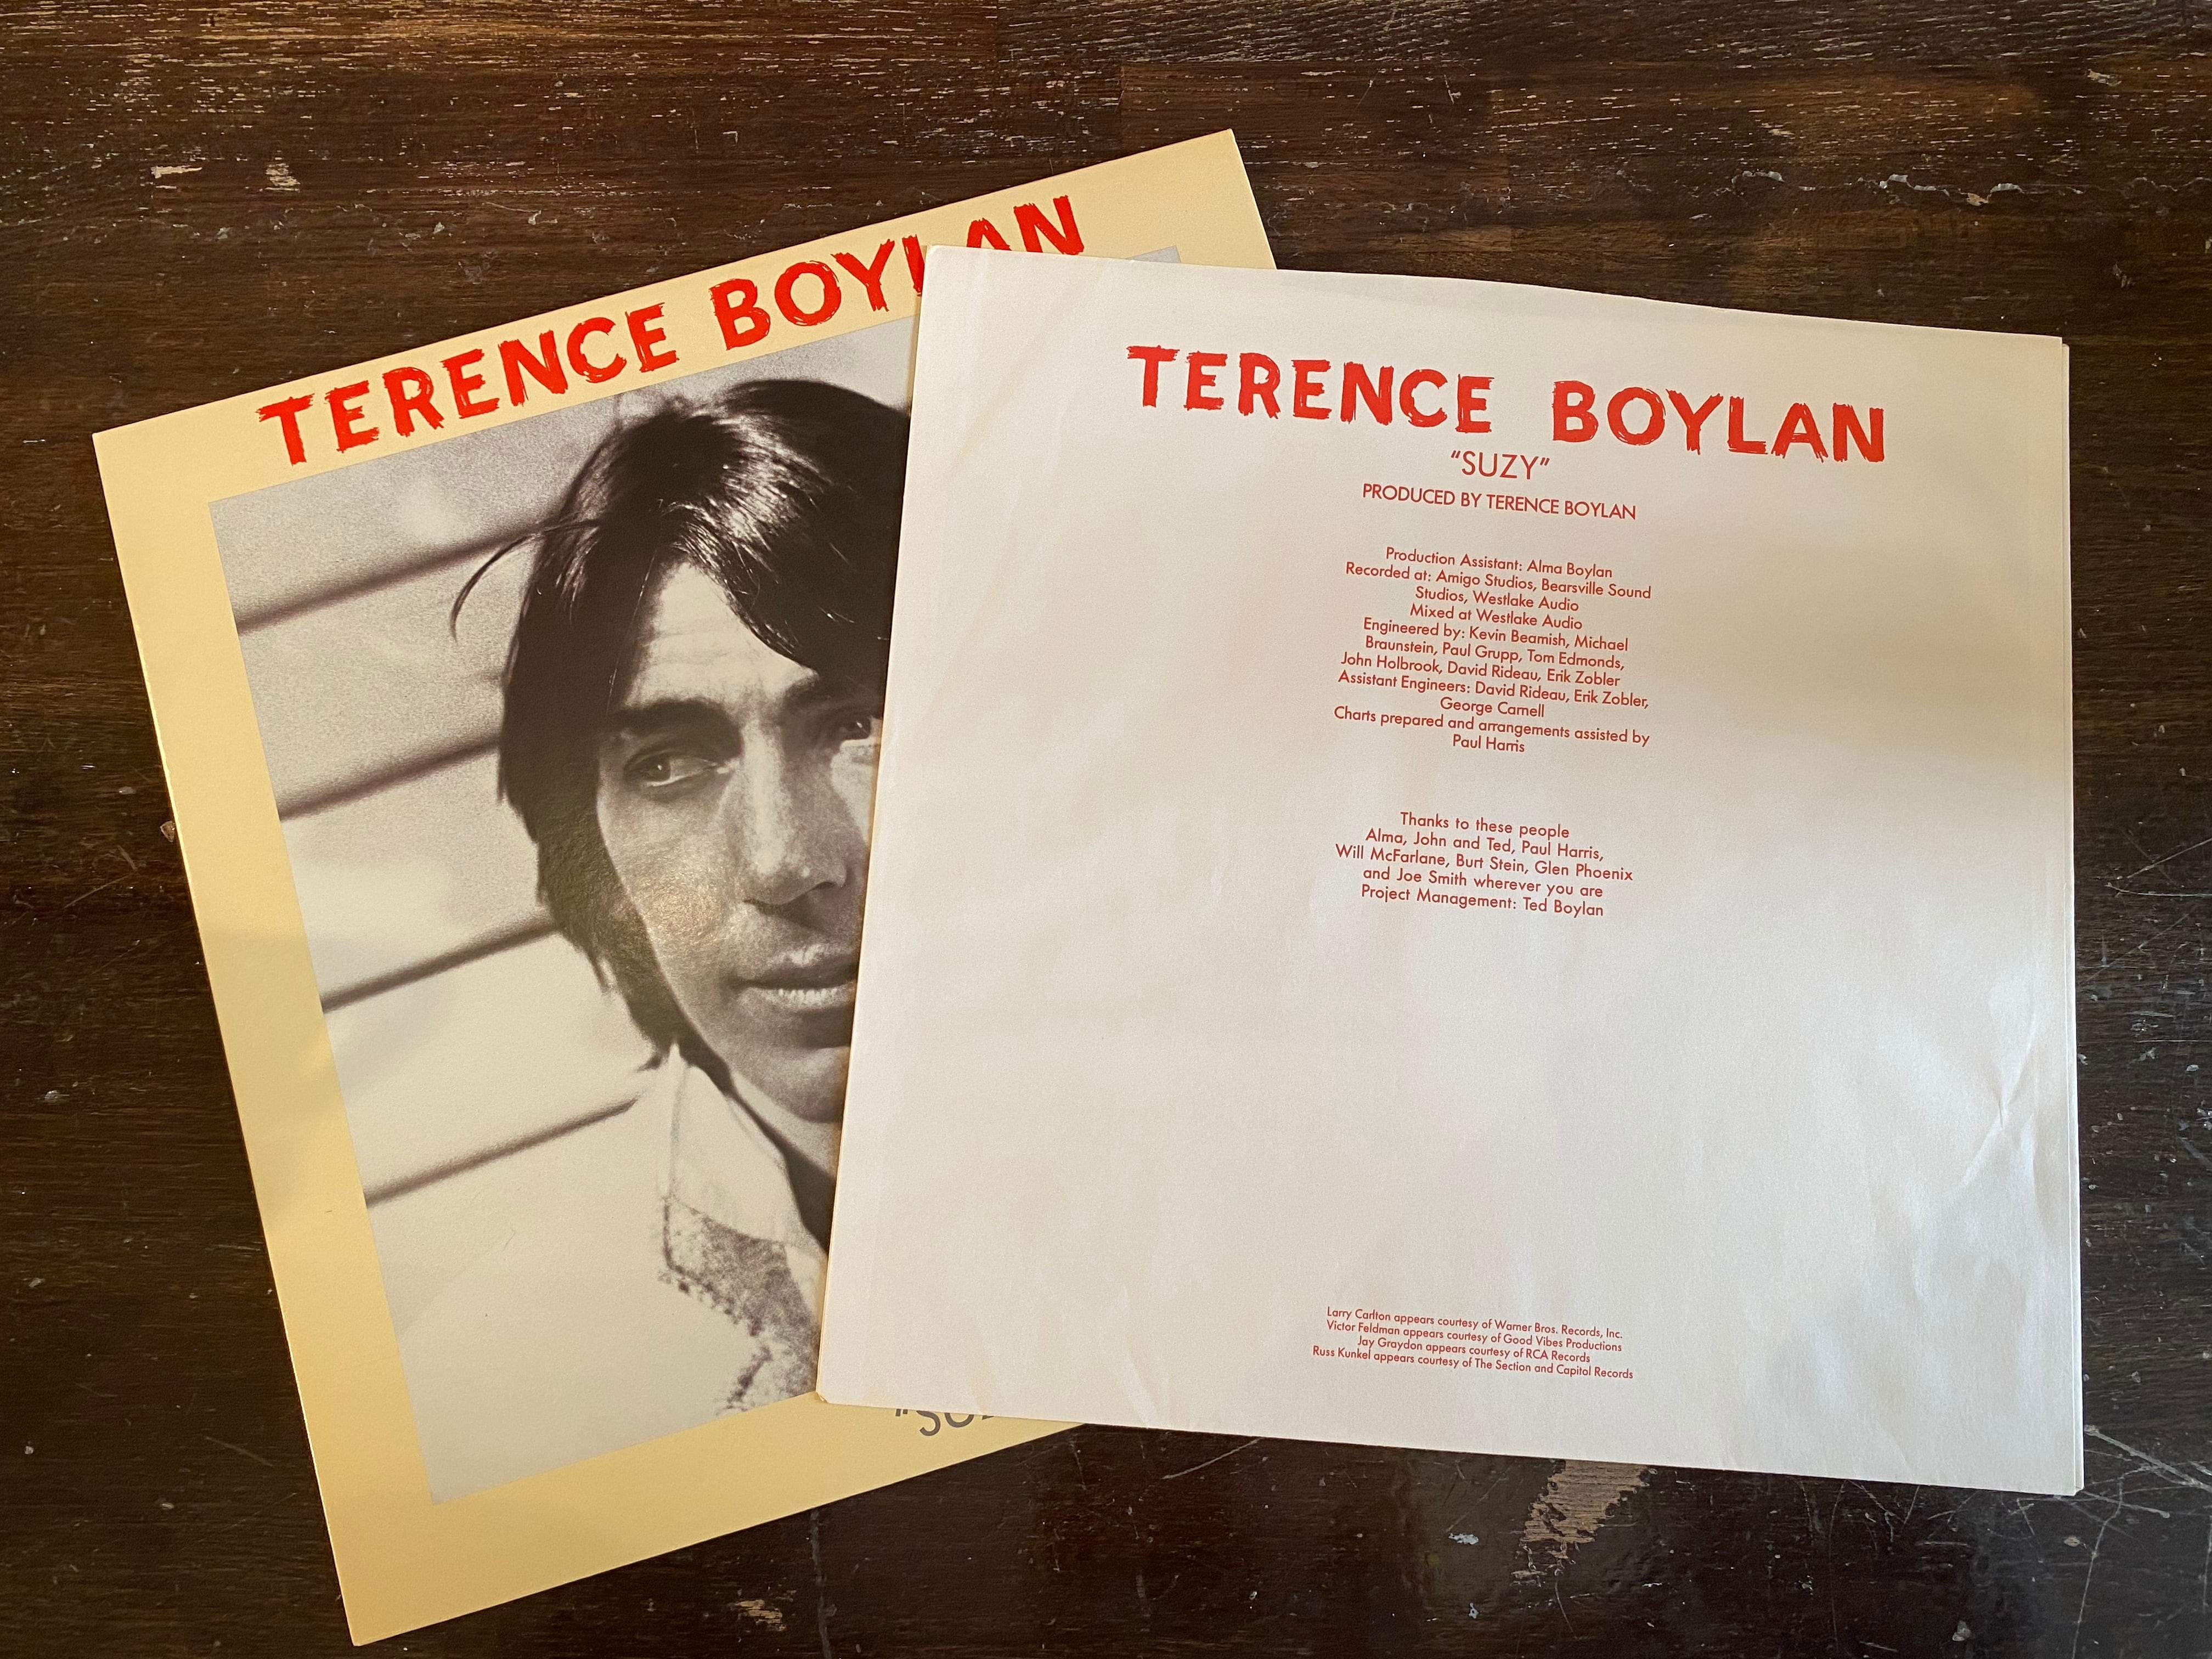 TERENCE BOYLAN
TERENCE BOYLAN
"SUZY"
PRODUCED BY TERENCE BOYLAN
Production Assistant: Alma Boylan
Recorded at: Amigo Studios, Bearsville Sound
Studios, Westlake Audio
Mixed at Westlake Audio
Engineered by: Kevin Beamish, Michael
Braunstein, Paul Grupp, Tom Edmonds,
John Holbrook, David Rideau, Erik Zobler
Assistant Engineers: David Rideau, Erik Zobler,
George Carnell
Charts prepared and arrangements assisted by
Paul Harris
Thanks to these people
Alma, John and Ted, Paul Harris,
Will McFarlane, Burt Stein, Glen Phoenix
and Joe Smith wherever you are
Project Management: Ted Boylan
Larry Carlton appears courtesy of Warner Bros. Records, Inc.
Victor Feldman appears courtesy of Good Vibes Productions
Jay Graydon appears courtesy of RCA Records
Russ Kunkel appears courtesy of The Section and Capitol Records